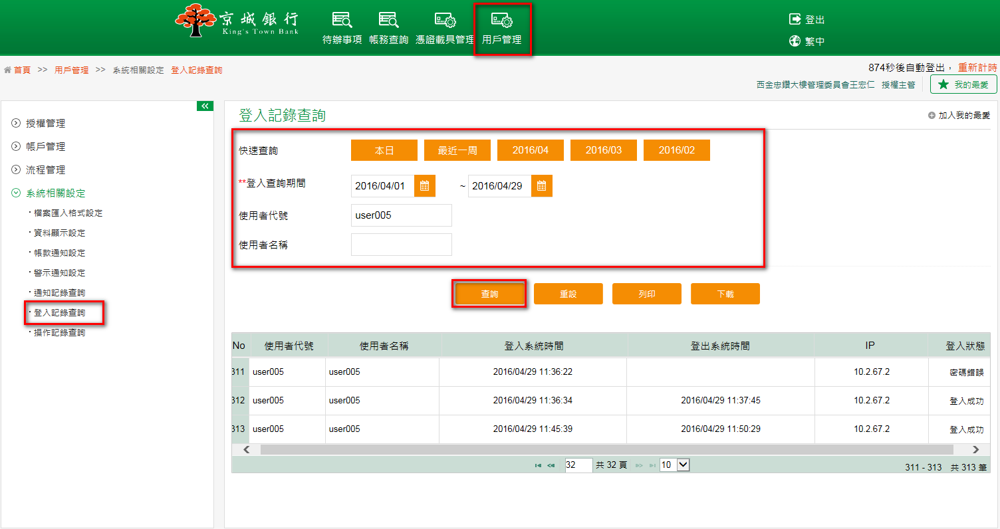 京城銀行
King's Town Bank
待辦事項 帳務查詢 憑證載具管理 用戶管理
登出
繁中
首頁 >> 用戶管理 >> 系統相關設定 登入記錄查詢
874秒後自動登出， 重新計時
西金忠鑽大樓管理委員會王宏仁 授權主管
我的最愛
授權管理
帳戶管理
流程管理
系統相關設定
檔案匯入格式設定
資料顯示設定
帳款通知設定
警示通知設定
通知記錄查詢
登入記錄查詢
操作記錄查詢
登入記錄查詢
加入我的最愛
快速查詢 本日 最近一周 2016/04 2016/03 2016/02
**登入查詢期間 2016/04/01 ~ 2016/04/29
使用者代號 user005
使用者名稱
查詢 重設 列印 下載
No 使用者代號 使用者名稱 登入系統時間 登出系統時間 IP 登入狀態
311 user005 user005 2016/04/29 11:36:22 10.2.67.2 密碼錯誤
312 user005 user005 2016/04/29 11:36:34 2016/04/29 11:37:45 10.2.67.2 登入成功
313 user005 user005 2016/04/29 11:45:39 2016/04/29 11:50:29 10.2.67.2 登入成功
32 共 32 頁 10
311 - 313 共 313 筆